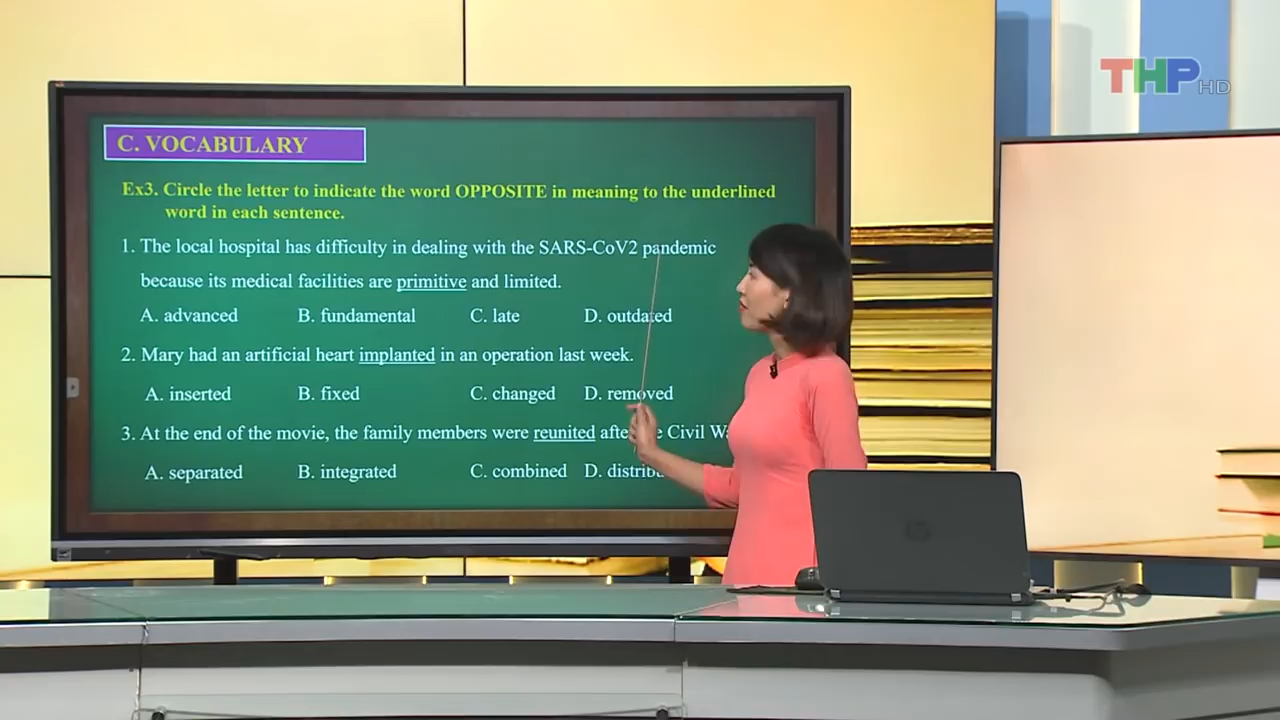 THP HD
C. VOCABULARY
Ex3. Circle the letter to indicate the word OPPOSITE in meaning to the underlined
word in each sentence.
1. The local hospital has difficulty in dealing with the SARS-CoV2 pandemic
because its medical facilities are primitive and limited.
A. advanced B. fundamental C. late D. outdated
2. Mary had an artificial heart implanted in an operation last week.
A. inserted B. fixed C. changed D. removed
3. At the end of the movie, the family members were reunited Civil
A. separated B. integrated C. combined D.